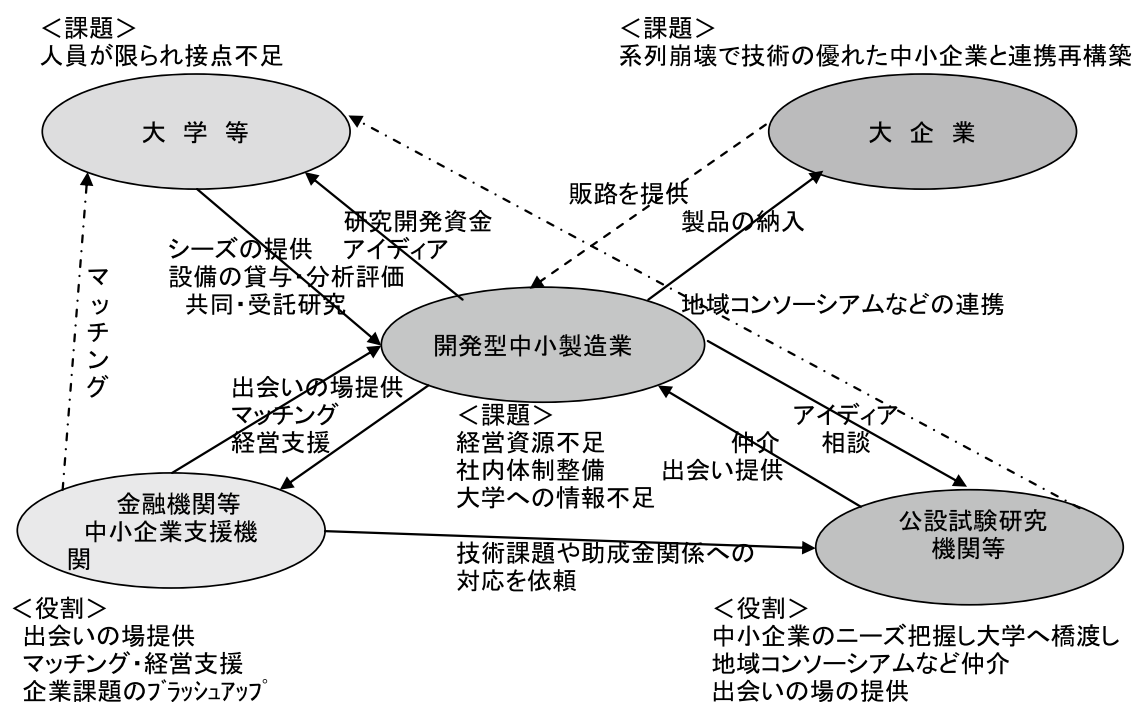 ＜課題＞
人員が限られ接点不足
＜課題＞
系列崩壊で技術の優れた中小企業と連携再構築
大 学 等
大 企 業
販路を提供
研究開発資金
アイディア
製品の納入
シーズの提供
設備の貸与・分析評価
共同・受託研究
マッチング
地域コンソーシアムなどの連携
開発型中小製造業
出会いの場提供
マッチング
経営支援
＜課題＞
経営資源不足
社内体制整備
大学への情報不足
アイディア
相談
仲介
出会い提供
金融機関等
中小企業支援機
関
公設試験研究
機関等
技術課題や助成金関係への
対応を依頼
＜役割＞
出会いの場提供
マッチング・経営支援
企業課題のﾌﾞﾗｯｼｭｱｯﾌﾟ
＜役割＞
中小企業のニーズ把握し大学へ橋渡し
地域コンソーシアムなど仲介
出会いの場の提供